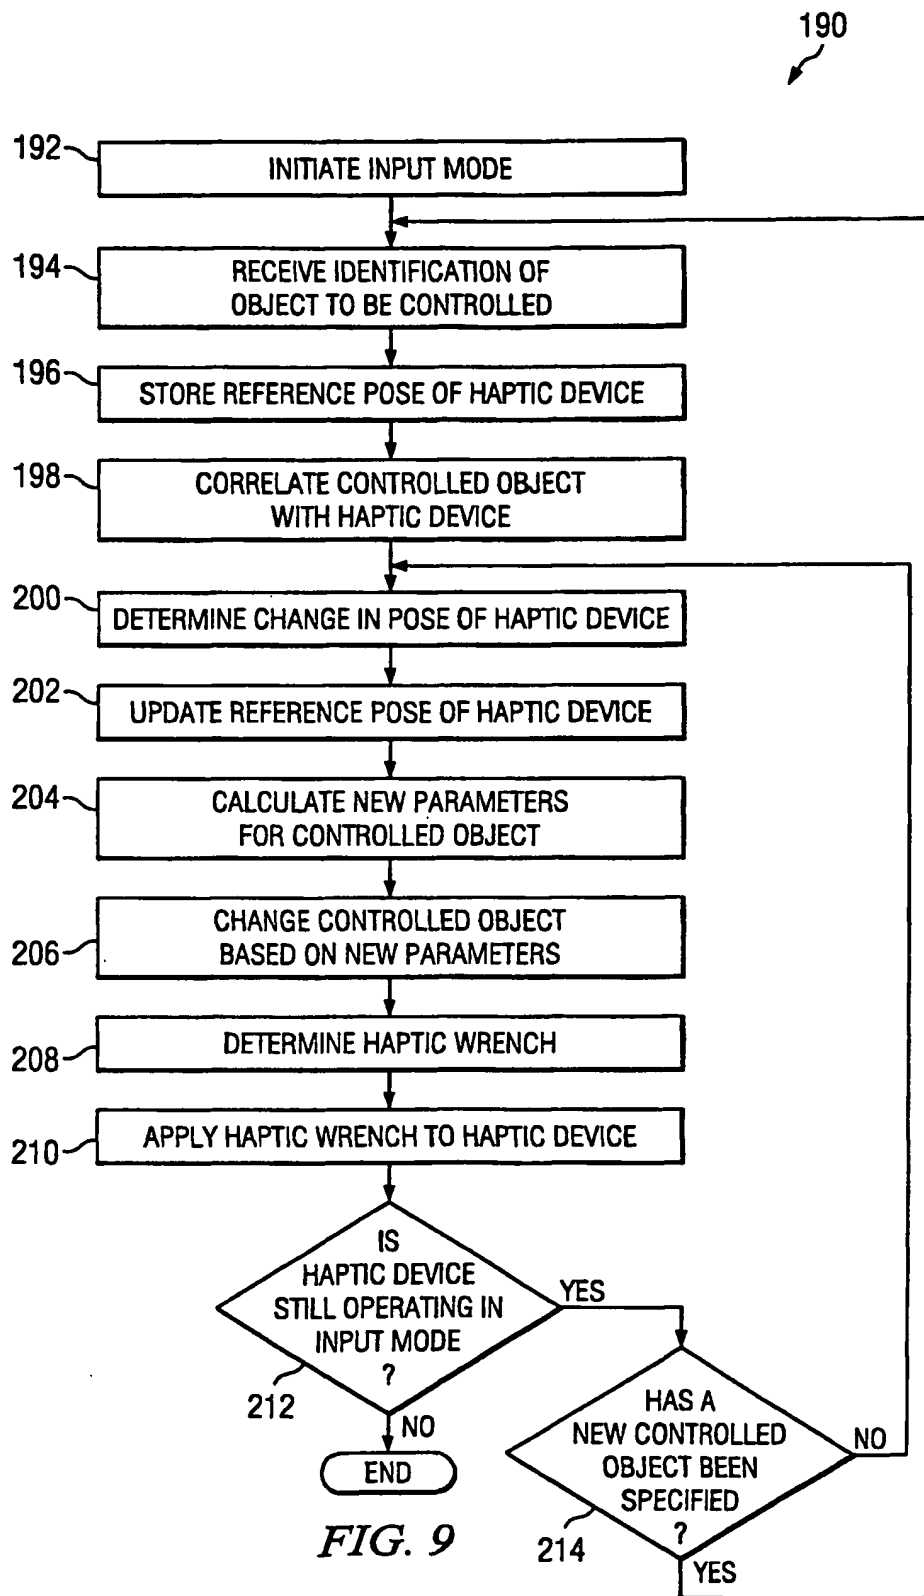 190
192
INITIATE INPUT MODE
194
RECEIVE IDENTIFICATION OF
OBJECT TO BE CONTROLLED
196
STORE REFERENCE POSE OF HAPTIC DEVICE
198
CORRELATE CONTROLLED OBJECT
WITH HAPTIC DEVICE
200
DETERMINE CHANGE IN POSE OF HAPTIC DEVICE
202
UPDATE REFERENCE POSE OF HAPTIC DEVICE
204
CALCULATE NEW PARAMETERS
FOR CONTROLLED OBJECT
206
CHANGE CONTROLLED OBJECT
BASED ON NEW PARAMETERS
208
DETERMINE HAPTIC WRENCH
210
APPLY HAPTIC WRENCH TO HAPTIC DEVICE
IS
HAPTIC DEVICE
STILL OPERATING IN
INPUT MODE
?
YES
212
NO
END
HAS A
NEW CONTROLLED
OBJECT BEEN
SPECIFIED
?
NO
214
YES
FIG. 9